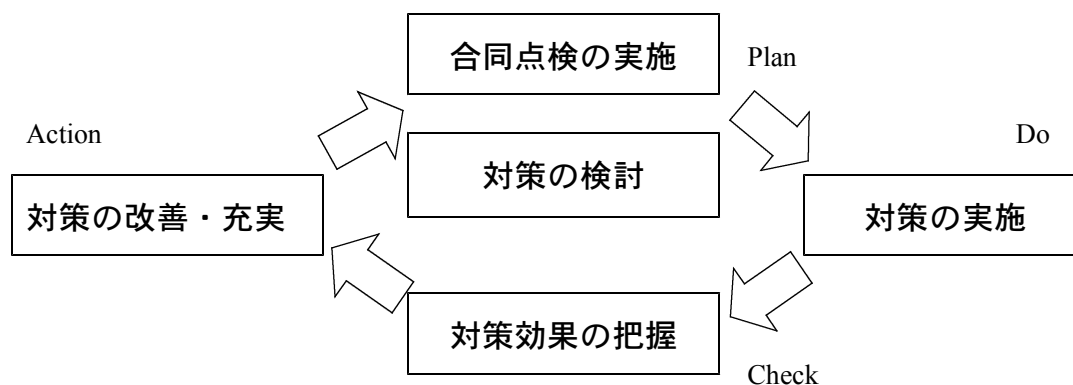 合同点検の実施
Plan
Action
Do
対策の検討
対策の改善・充実
対策の実施
対策効果の把握
Check